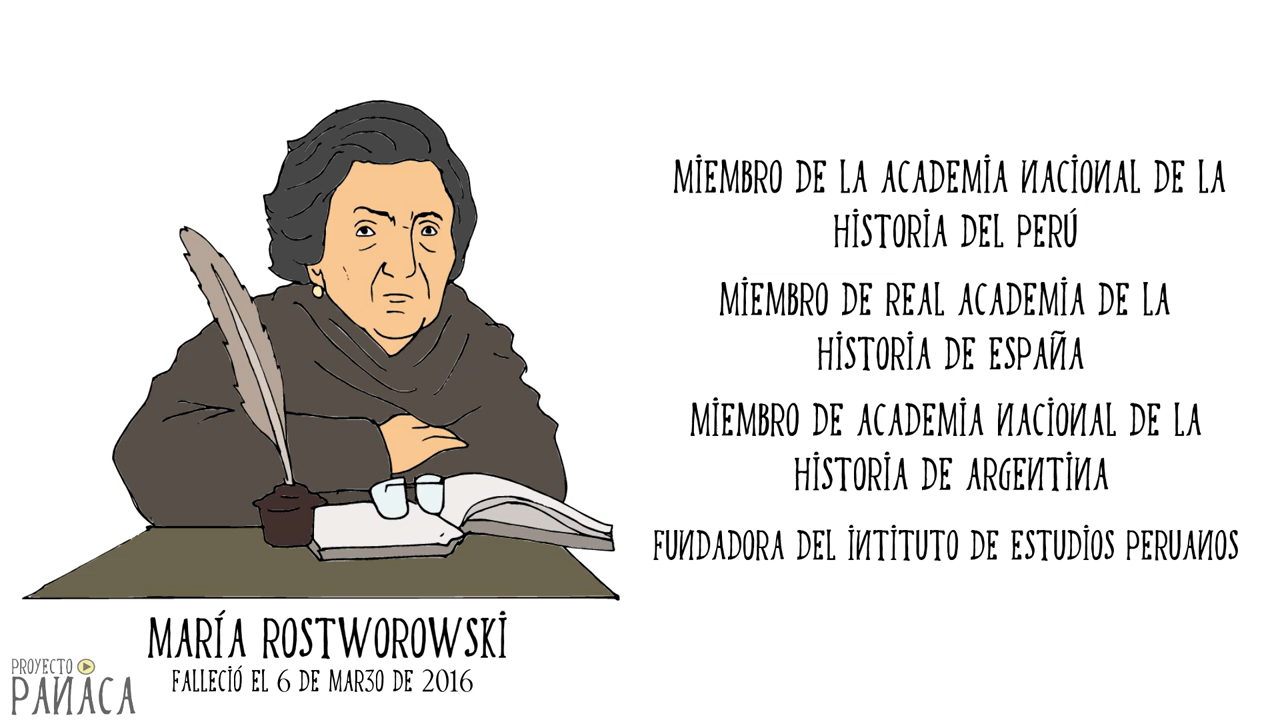 MIEMBRO DE LA ACADEMIA NACIONAL DE LA
HISTORIA DEL PERÚ
MIEMBRO DE REAL ACADEMIA DE LA
HISTORIA DE ESPAÑA
MIEMBRO DE ACADEMIA NACIONAL DE LA
HISTORIA DE ARGENTINA
FUNDADORA DEL INTITUTO DE ESTUDIOS PERUANOS
MARÍA ROSTWOROWSKI
FALLECIÓ EL 6 DE MARZO DE 2016
PROYECTO
PANACA